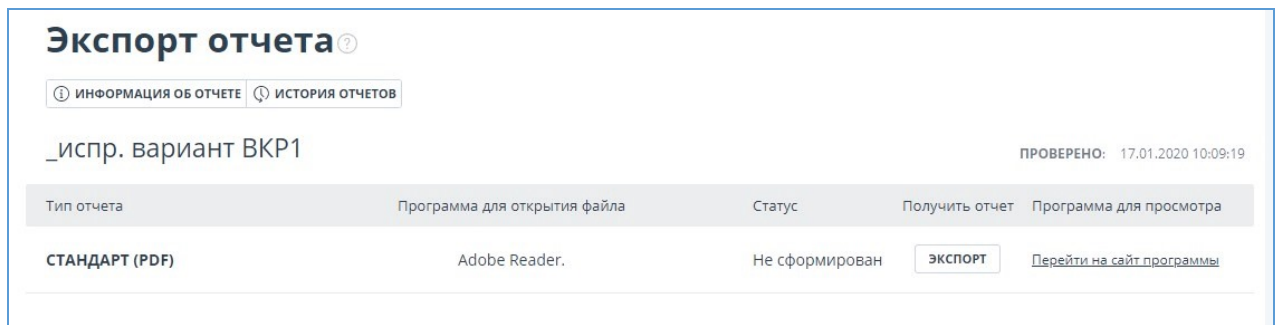 Экспорт отчета ?
ИНФОРМАЦИЯ ОБ ОТЧЕТЕ ИСТОРИЯ ОТЧЕТОВ
_испр. вариант ВКР1
ПРОВЕРЕНО: 17.01.2020 10:09:19
Тип отчета Программа для открытия файла Статус Получить отчет Программа для просмотра
СТАНДАРТ (PDF) Adobe Reader. Не сформирован ЭКСПОРТ Перейти на сайт программы